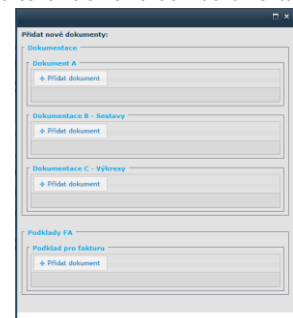 Přidat nové dokumenty:
Dokumentace
Dokument A
Přidat dokument
Dokumentace B - Sestavy
Přidat dokument
Dokumentace C - Výkresy
Přidat dokument
Podklady FA
Podklad pro fakturu
Přidat dokument